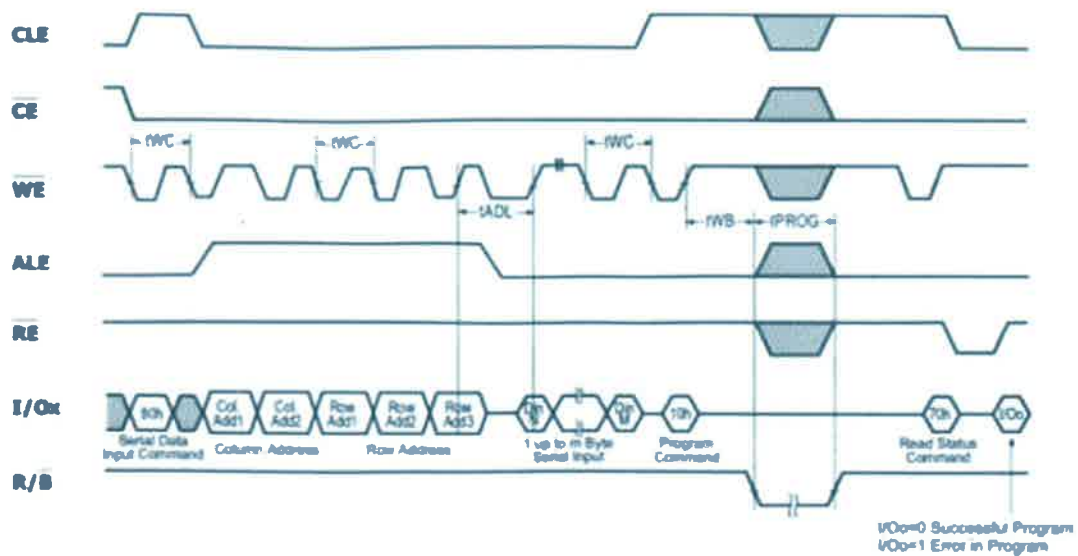 CLE
CE
tWC
tWC
tWC
WE
tADL
tWB
tPROG
ALE
RE
I/Ox
80h
Col Add1
Col Add2
Row Add1
Row Add2
Row Add3
Din N
Din M
10h
70h
I/Oo
Serial Data
Input Command
Column Address
Row Address
1 up to m Byte
Serial Input
Program
Command
Read Status
Command
R/B
I/Oo=0 Successful Program
I/Oo=1 Error in Program